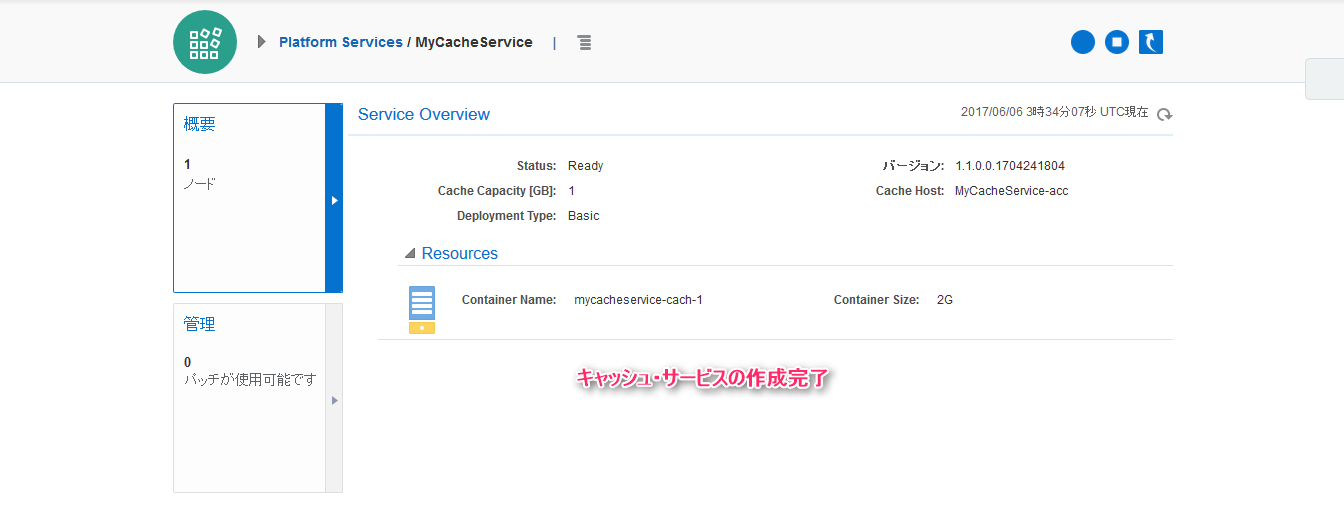 Platform Services / MyCacheService |
概要
1
ノード
管理
0
パッチが使用可能です
Service Overview
2017/06/06 3時34分07秒 UTC現在
Status: Ready
バージョン: 1.1.0.0.1704241804
Cache Capacity [GB]: 1
Cache Host: MyCacheService-acc
Deployment Type: Basic
Resources
Container Name: mycacheservice-cach-1
Container Size: 2G
キャッシュ・サービスの作成完了